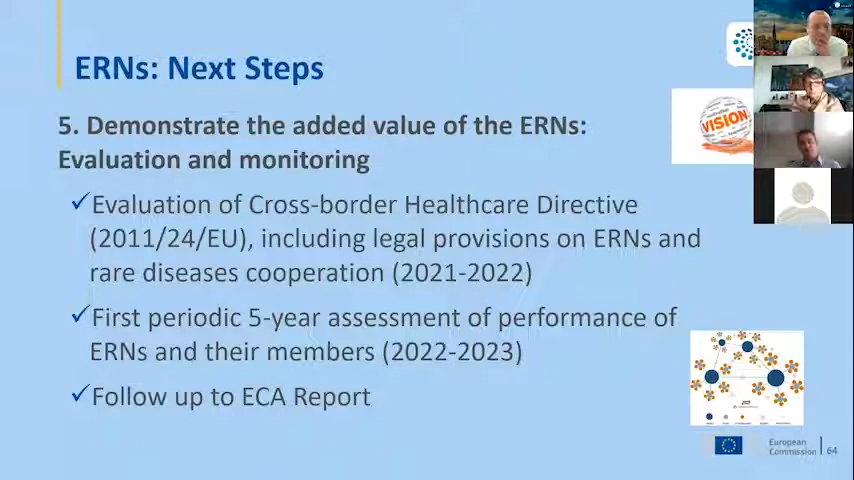 ERNs: Next Steps
VISION
5. Demonstrate the added value of the ERNs:
Evaluation and monitoring
✓Evaluation of Cross-border Healthcare Directive
(2011/24/EU), including legal provisions on ERNs and
rare diseases cooperation (2021-2022)
✓First periodic 5-year assessment of performance of
ERNs and their members (2022-2023)
✓Follow up to ECA Report
European
Commission
64